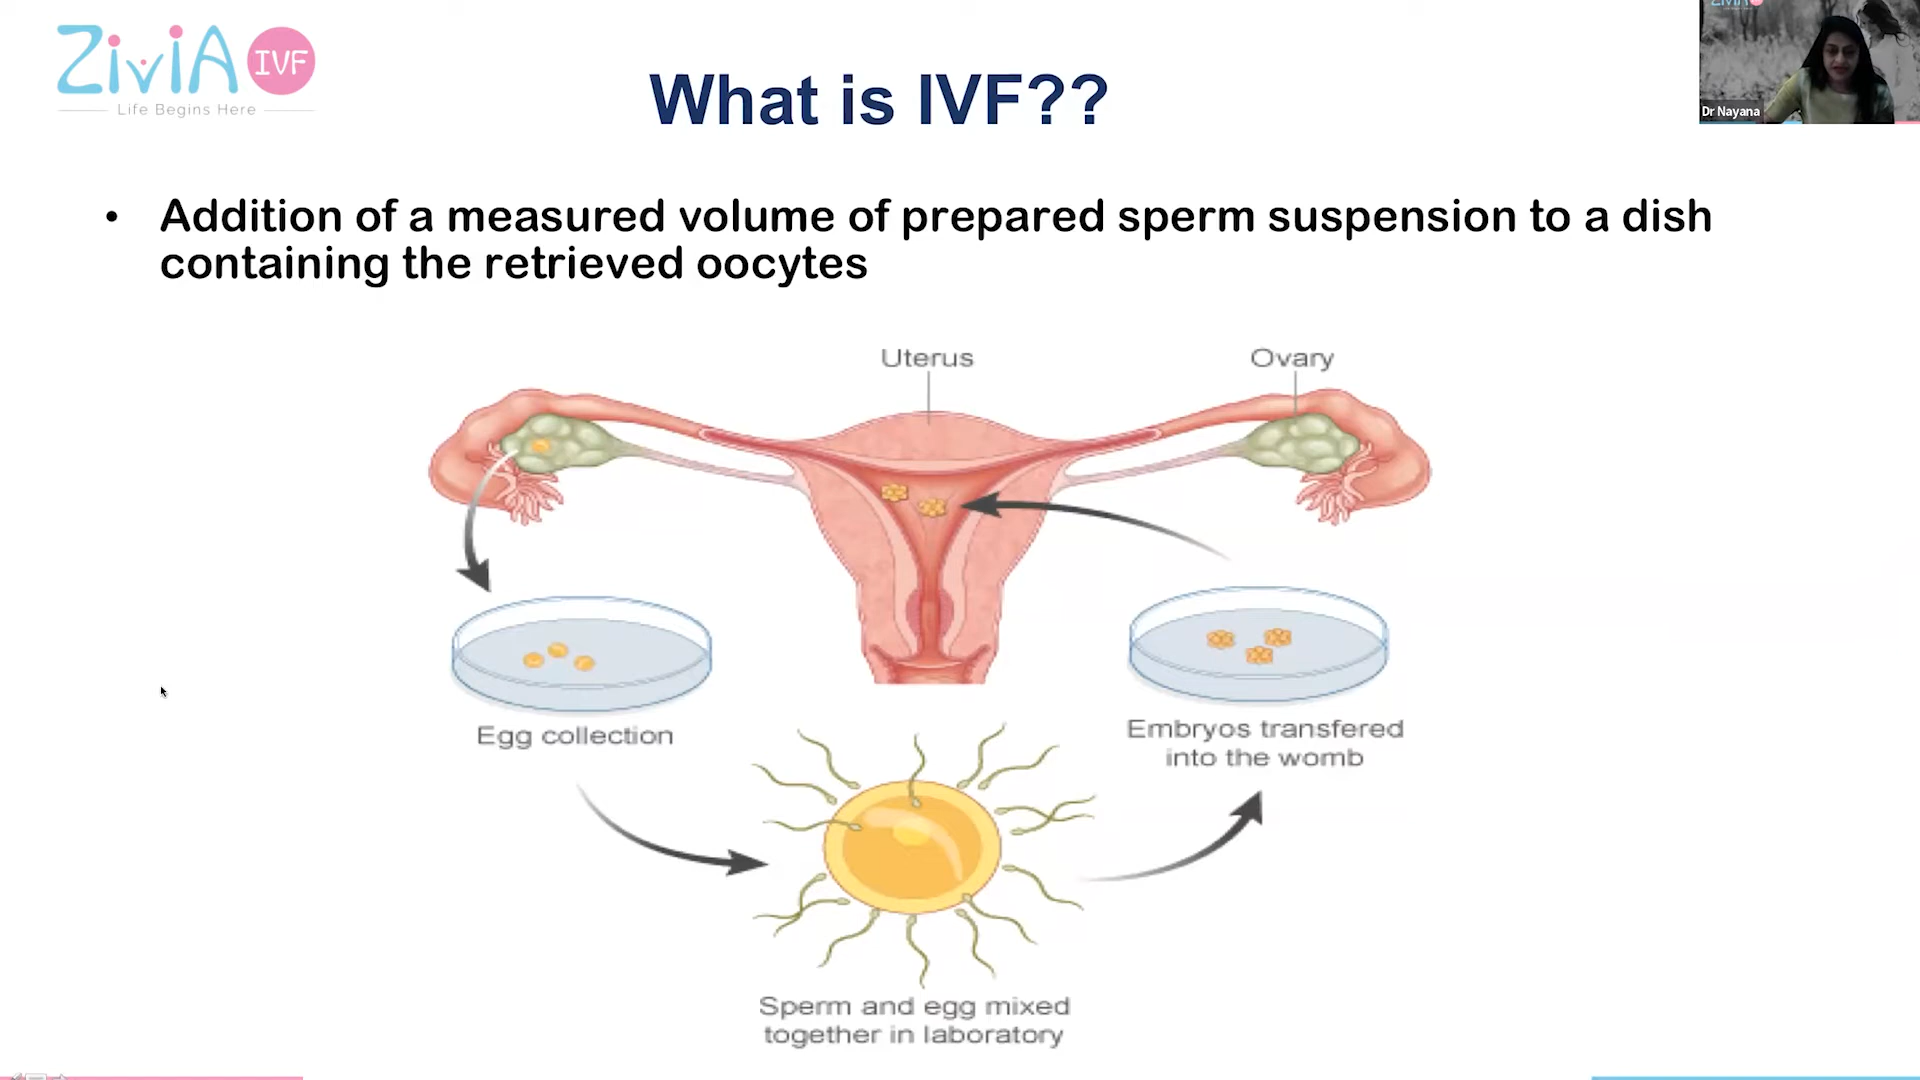 ZiViA IVF
Life Begins Here
What is IVF??
ZiViA
Dr Nayana
• Addition of a measured volume of prepared sperm suspension to a dish
containing the retrieved oocytes
Uterus
Ovary
Egg collection
Embryos transfered
into the womb
Sperm and egg mixed
together in laboratory